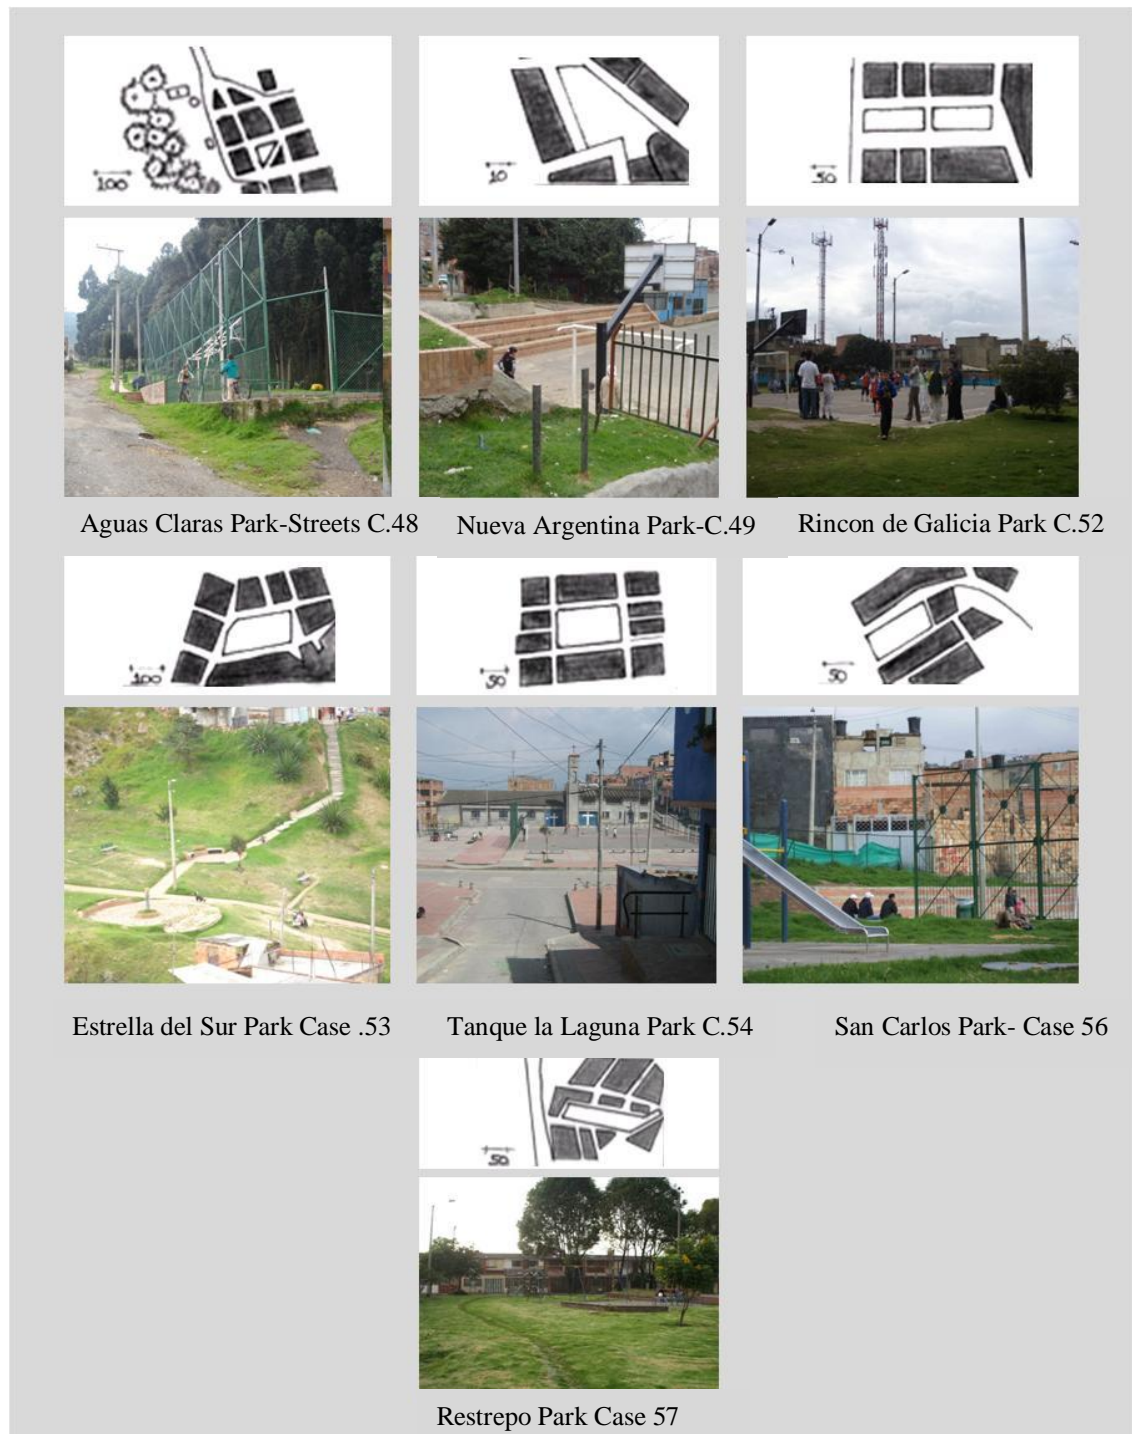 100
10
50
Aguas Claras Park-Streets C.48
Nueva Argentina Park-C.49
Rincon de Galicia Park C.52
100
50
50
Estrella del Sur Park Case .53
Tanque la Laguna Park C.54
San Carlos Park- Case 56
50
Restrepo Park Case 57